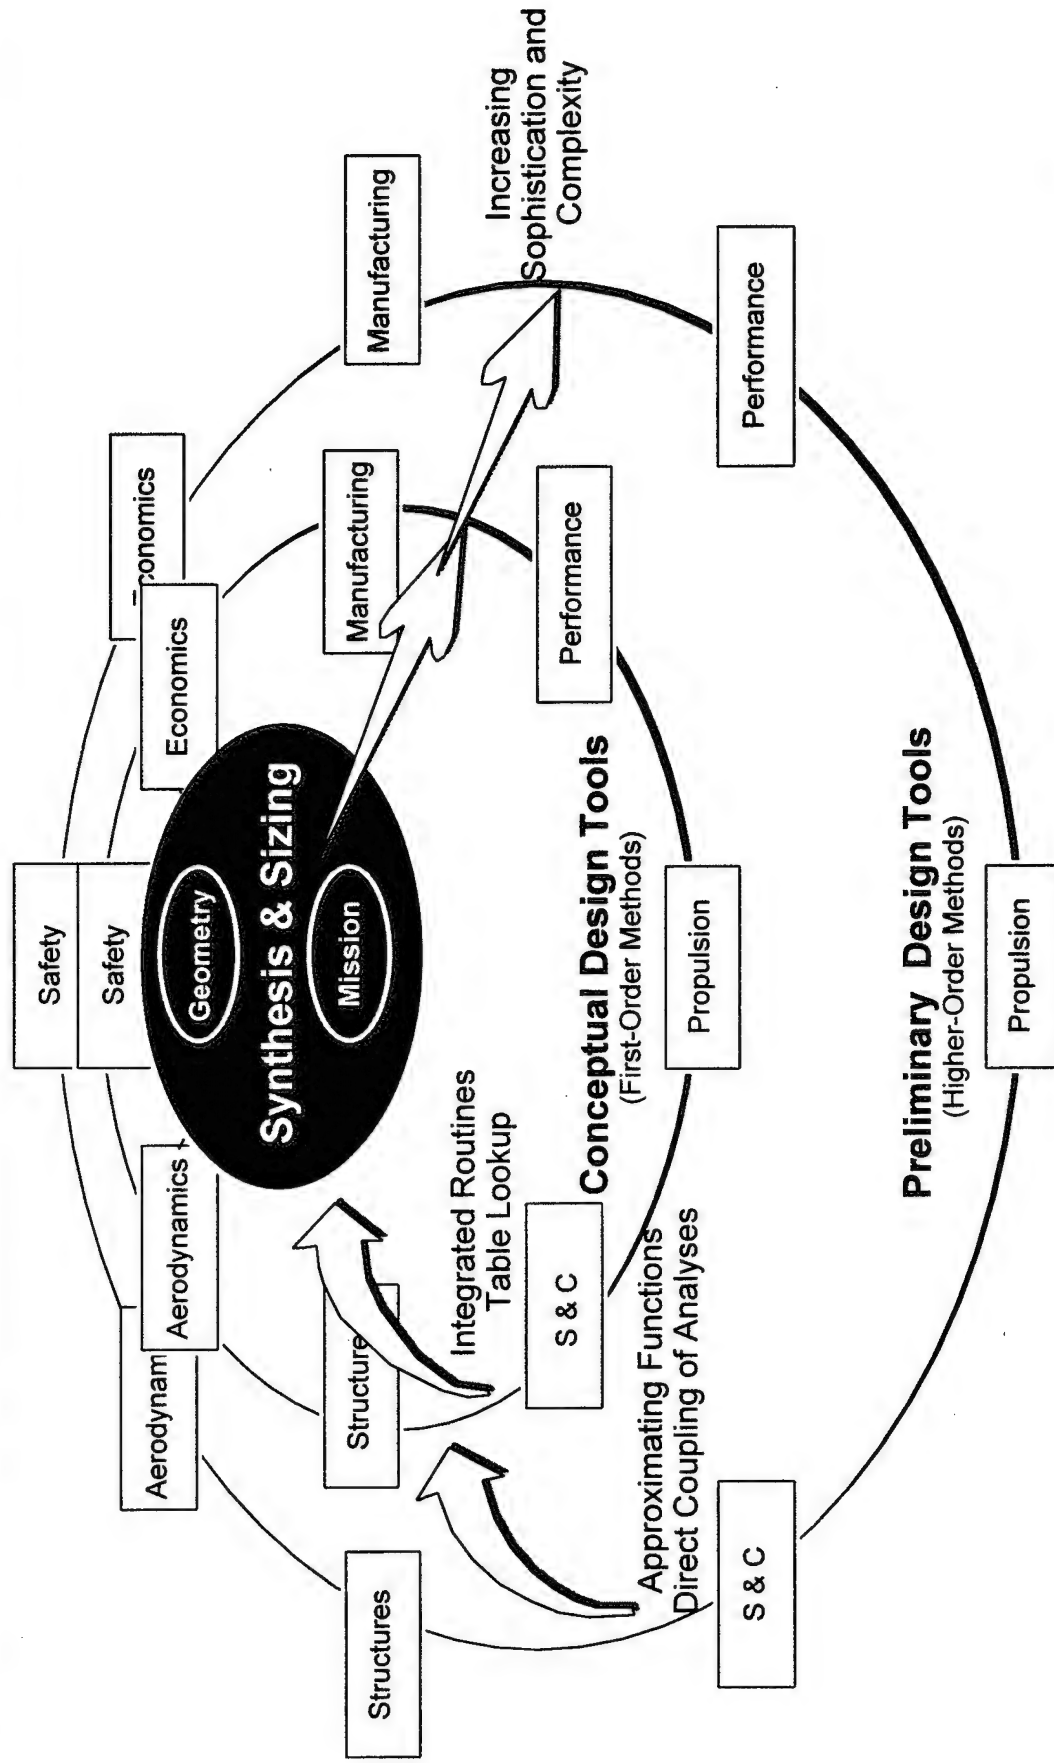 Safety
Safety
Aerodynam
Aerodynamics
conomics
Economics
Geometry
Synthesis & Sizing
Mission
Structures
Structure
Manufacturing
Manufacturing
Integrated Routines
Table Lookup
Increasing
Sophistication and
Complexity
S & C
Performance
Conceptual Design Tools
(First-Order Methods)
Approximating Functions
Direct Coupling of Analyses
Propulsion
S & C
Performance
Preliminary Design Tools
(Higher-Order Methods)
Propulsion